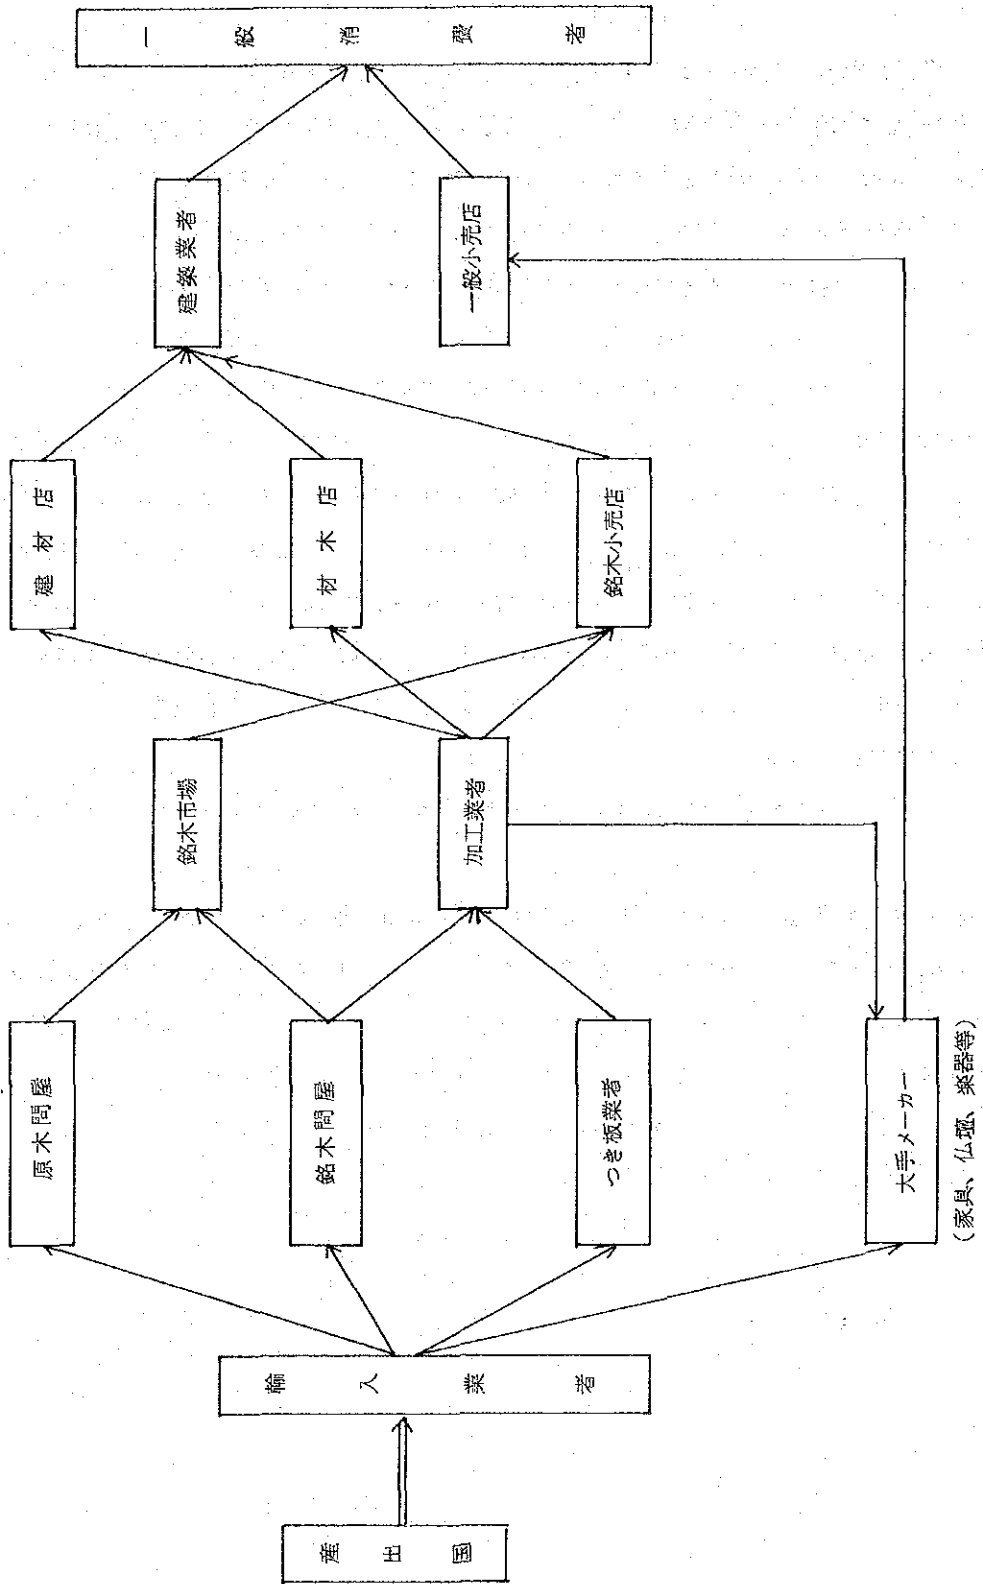 産出国
輸入業者
原木問屋
銘木問屋
つき板業者
大手メーカー
(家具、仏壇、楽器等)
銘木市場
加工業者
建材店
材木店
銘木小売店
建築業者
一般小売店
一般消費者